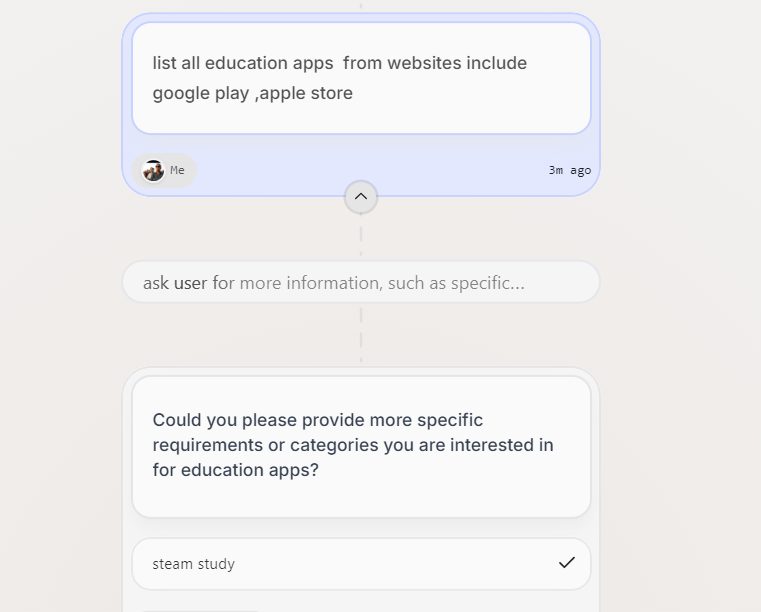 list all education apps  from websites include
google play ,apple store
Me
3m ago
ask user for more information, such as specific...
Could you please provide more specific
requirements or categories you are interested in
for education apps?
steam study